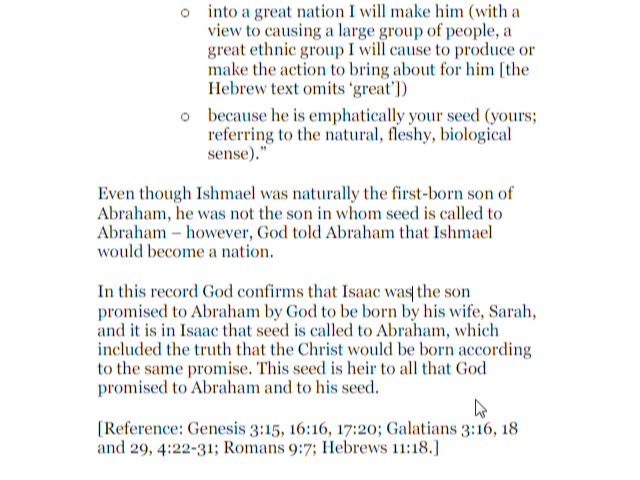 o into a great nation I will make him (with a
view to causing a large group of people, a
great ethnic group I will cause to produce or
make the action to bring about for him [the
Hebrew text omits ‘great’])
o because he is emphatically your seed (yours;
referring to the natural, fleshy, biological
sense).”
Even though Ishmael was naturally the first-born son of
Abraham, he was not the son in whom seed is called to
Abraham – however, God told Abraham that Ishmael
would become a nation.
In this record God confirms that Isaac was the son
promised to Abraham by God to be born by his wife, Sarah,
and it is in Isaac that seed is called to Abraham, which
included the truth that the Christ would be born according
to the same promise. This seed is heir to all that God
promised to Abraham and to his seed.
[Reference: Genesis 3:15, 16:16, 17:20; Galatians 3:16, 18
and 29, 4:22-31; Romans 9:7; Hebrews 11:18.]